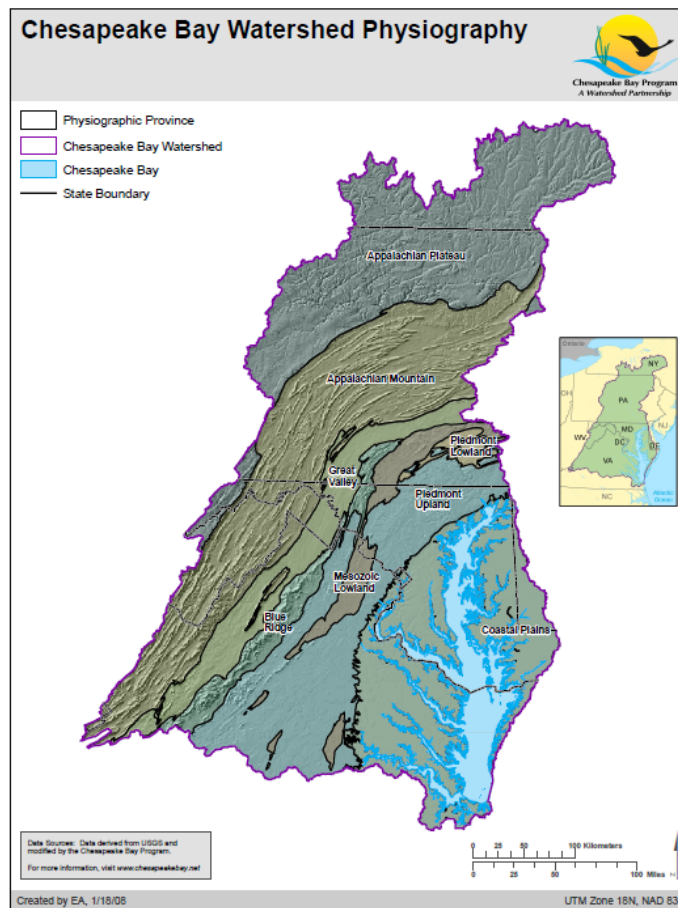 Chesapeake Bay Watershed Physiography
Chesapeake Bay Program
A Watershed Partnership
Physiographic Province
Chesapeake Bay Watershed
Chesapeake Bay
State Boundary
Appalachian Plateau
Appalachian Mountain
Piedmont
Lowland
Great
Valley
Piedmont
Upland
Mesozoic
Lowland
Blue
Ridge
Coastal Plains
Ontario
NY
OH
PA
NJ
MD
WV
DC
DE
VA
NC
Atlantic
Ocean
Data Sources: Data derived from USGS and
modified by the Chesapeake Bay Program.
For more information, visit www.chesapeakebay.net
0 25 50 100 Kilometers
0 25 50 100 Miles
N
Created by EA, 1/18/08
UTM Zone 18N, NAD 83